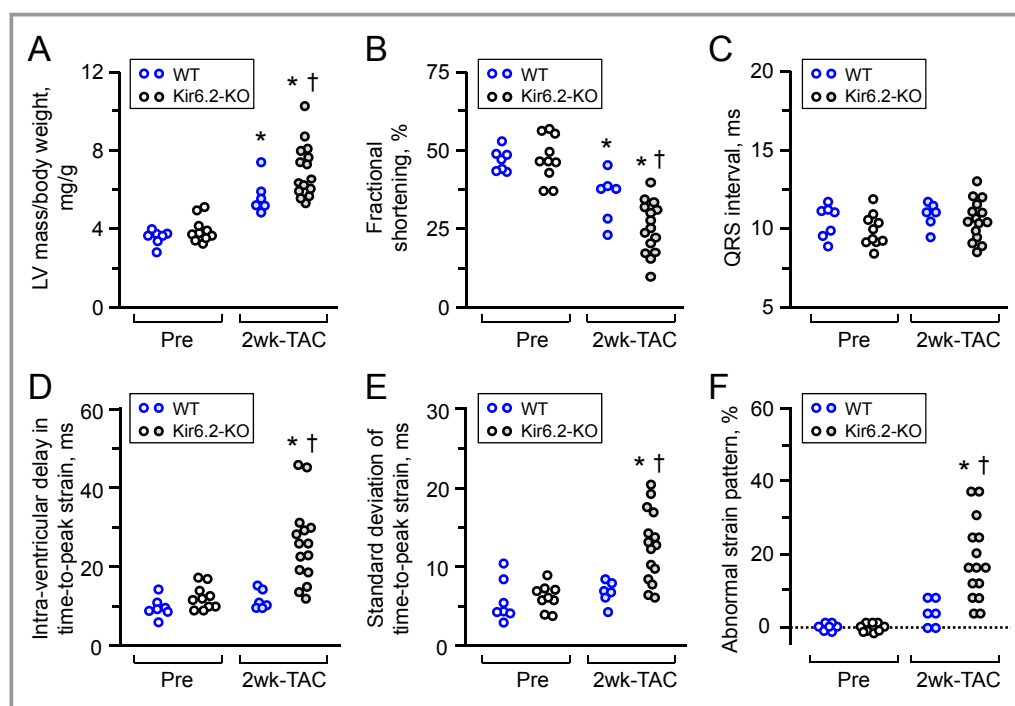 A
LV mass/body weight,
mg/g
12
8
4
0
WT
Kir6.2-KO
*
* †
Pre
2wk-TAC
B
Fractional
shortening, %
75
50
25
0
WT
Kir6.2-KO
*
* †
Pre
2wk-TAC
C
QRS interval, ms
20
15
10
5
WT
Kir6.2-KO
Pre
2wk-TAC
D
Intra-ventricular delay in
time-to-peak strain, ms
60
40
20
0
WT
Kir6.2-KO
* †
Pre
2wk-TAC
E
Standard deviation of
time-to-peak strain, ms
30
20
10
0
WT
Kir6.2-KO
* †
Pre
2wk-TAC
F
Abnormal strain pattern, %
60
40
20
0
WT
Kir6.2-KO
* †
Pre
2wk-TAC